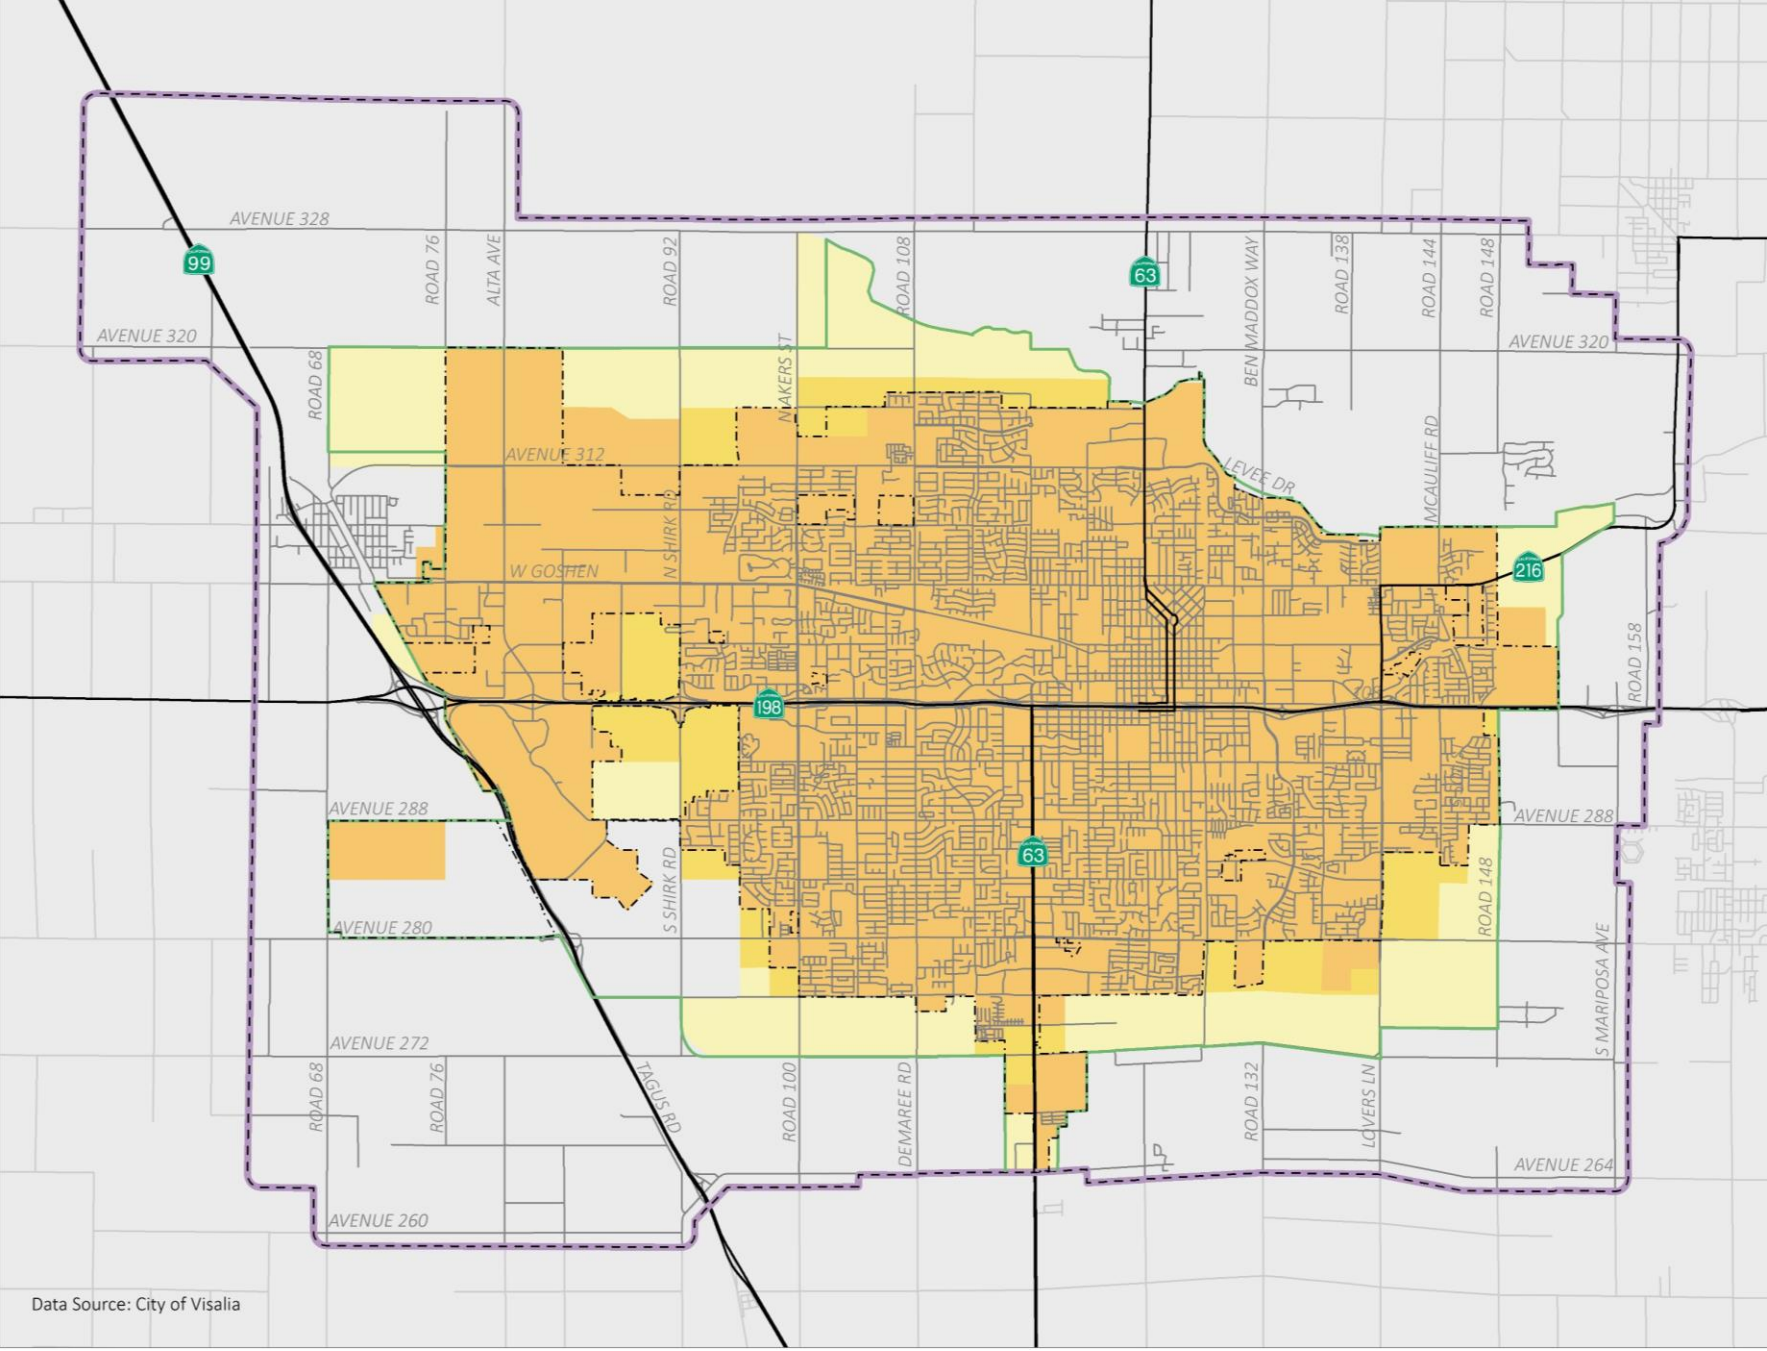 AVENUE 328
99
ROAD 76
ALTA AVE
ROAD 92
ROAD 108
63
BEN MADDOX WAY
ROAD 138
ROAD 144
ROAD 148
AVENUE 320
AVENUE 320
ROAD 68
N AKERS ST
AVENUE 312
LEVEE DR
MCAULIFF RD
N SHIRK RD
W GOSHEN
216
ROAD 158
198
AVENUE 288
AVENUE 288
63
S SHIRK RD
ROAD 148
AVENUE 280
S MARIPOSA AVE
AVENUE 272
ROAD 68
ROAD 76
TAGUS RD
ROAD 100
DEMAREE RD
ROAD 132
LOVERS LN
AVENUE 264
AVENUE 260
Data Source: City of Visalia